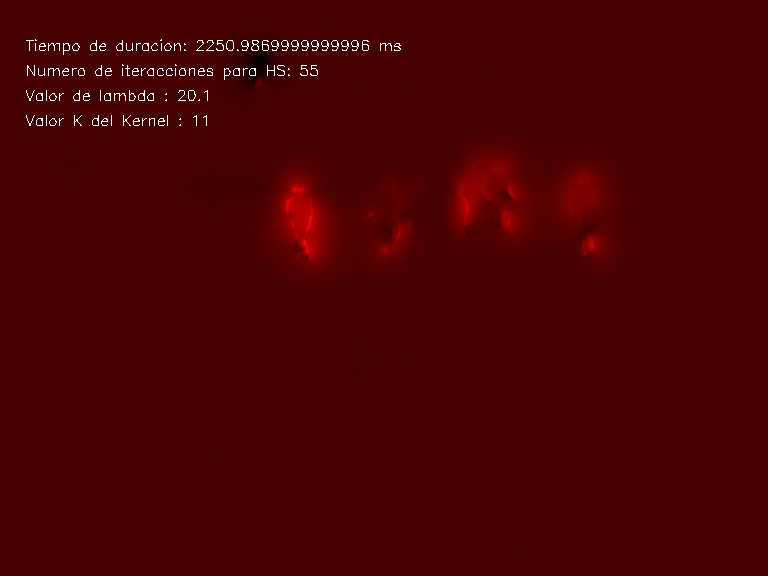 Tiempo de duracion: 2250.9869999999996 ms
Numero de iteracciones para HS: 55
Valor de lambda : 20.1
Valor K del Kernel : 11